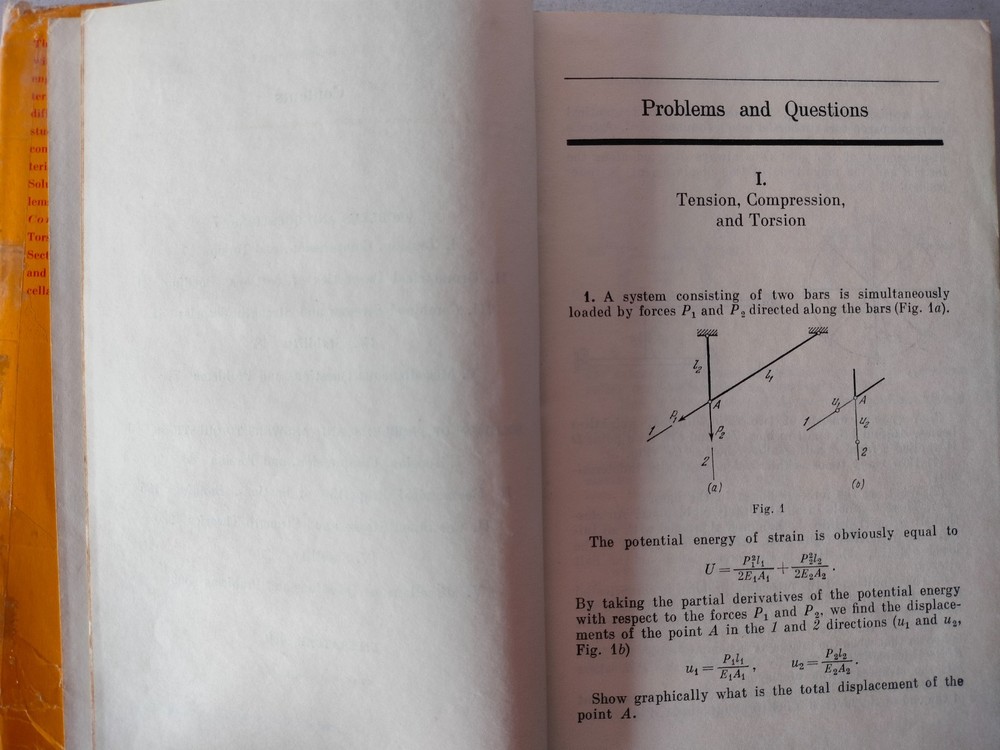 Problems and Questions
I.
Tension, Compression,
and Torsion
1. A system consisting of two bars is simultaneously
loaded by forces P₁ and P₂ directed along the bars (Fig. 1a).
l₂
l₁
A
P₁
1
P₂
2
(a)
u₁
A
1
u₂
2
(b)
Fig. 1
The potential energy of strain is obviously equal to
U = P₁²l₁/2E₁A₁ + P₂²l₂/2E₂A₂ .
By taking the partial derivatives of the potential energy
with respect to the forces P₁ and P₂, we find the displace-
ments of the point A in the 1 and 2 directions (u₁ and u₂,
Fig. 1b)
u₁ = P₁l₁/E₁A₁ , u₂ = P₂l₂/E₂A₂ .
Show graphically what is the total displacement of the
point A.